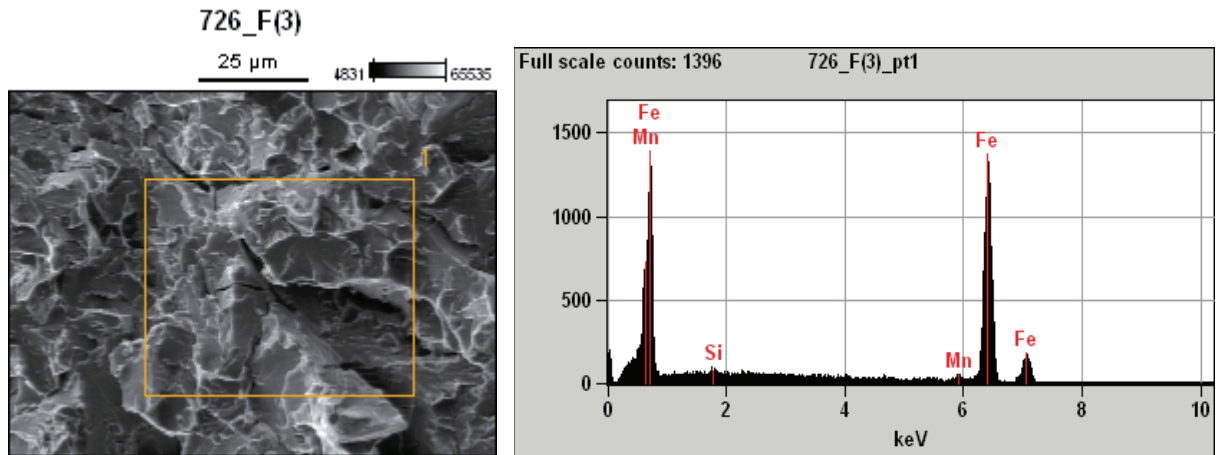 726_F(3)
25 µm
4831 65535
1
Full scale counts: 1396 726_F(3)_pt1
Fe
Mn
Fe
1500
1000
500
Si
Mn
Fe
0
0 2 4 6 8 10
keV